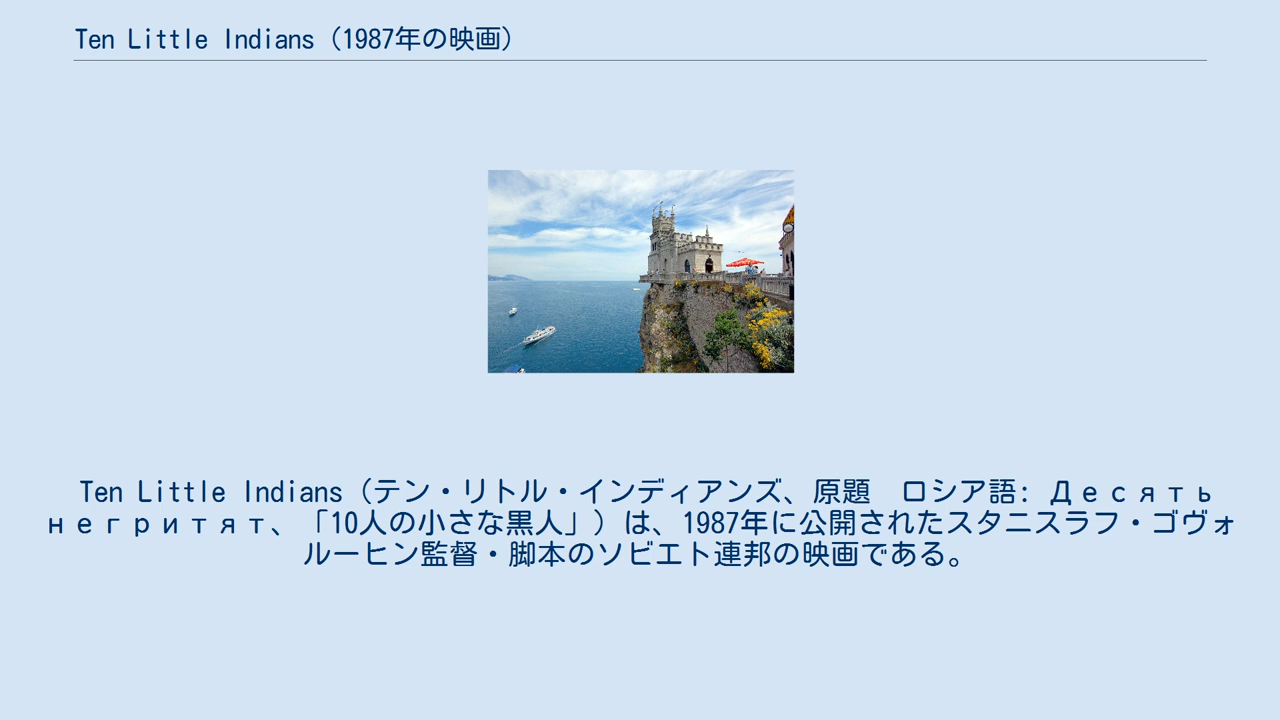 Ten Little Indians（1987年の映画）
Ten Little Indians（テン・リトル・インディアンズ、原題　ロシア語: Десять
негритят、「10人の小さな黒人」）は、1987年に公開されたスタニスラフ・ゴヴォ
ルーヒン監督・脚本のソビエト連邦の映画である。